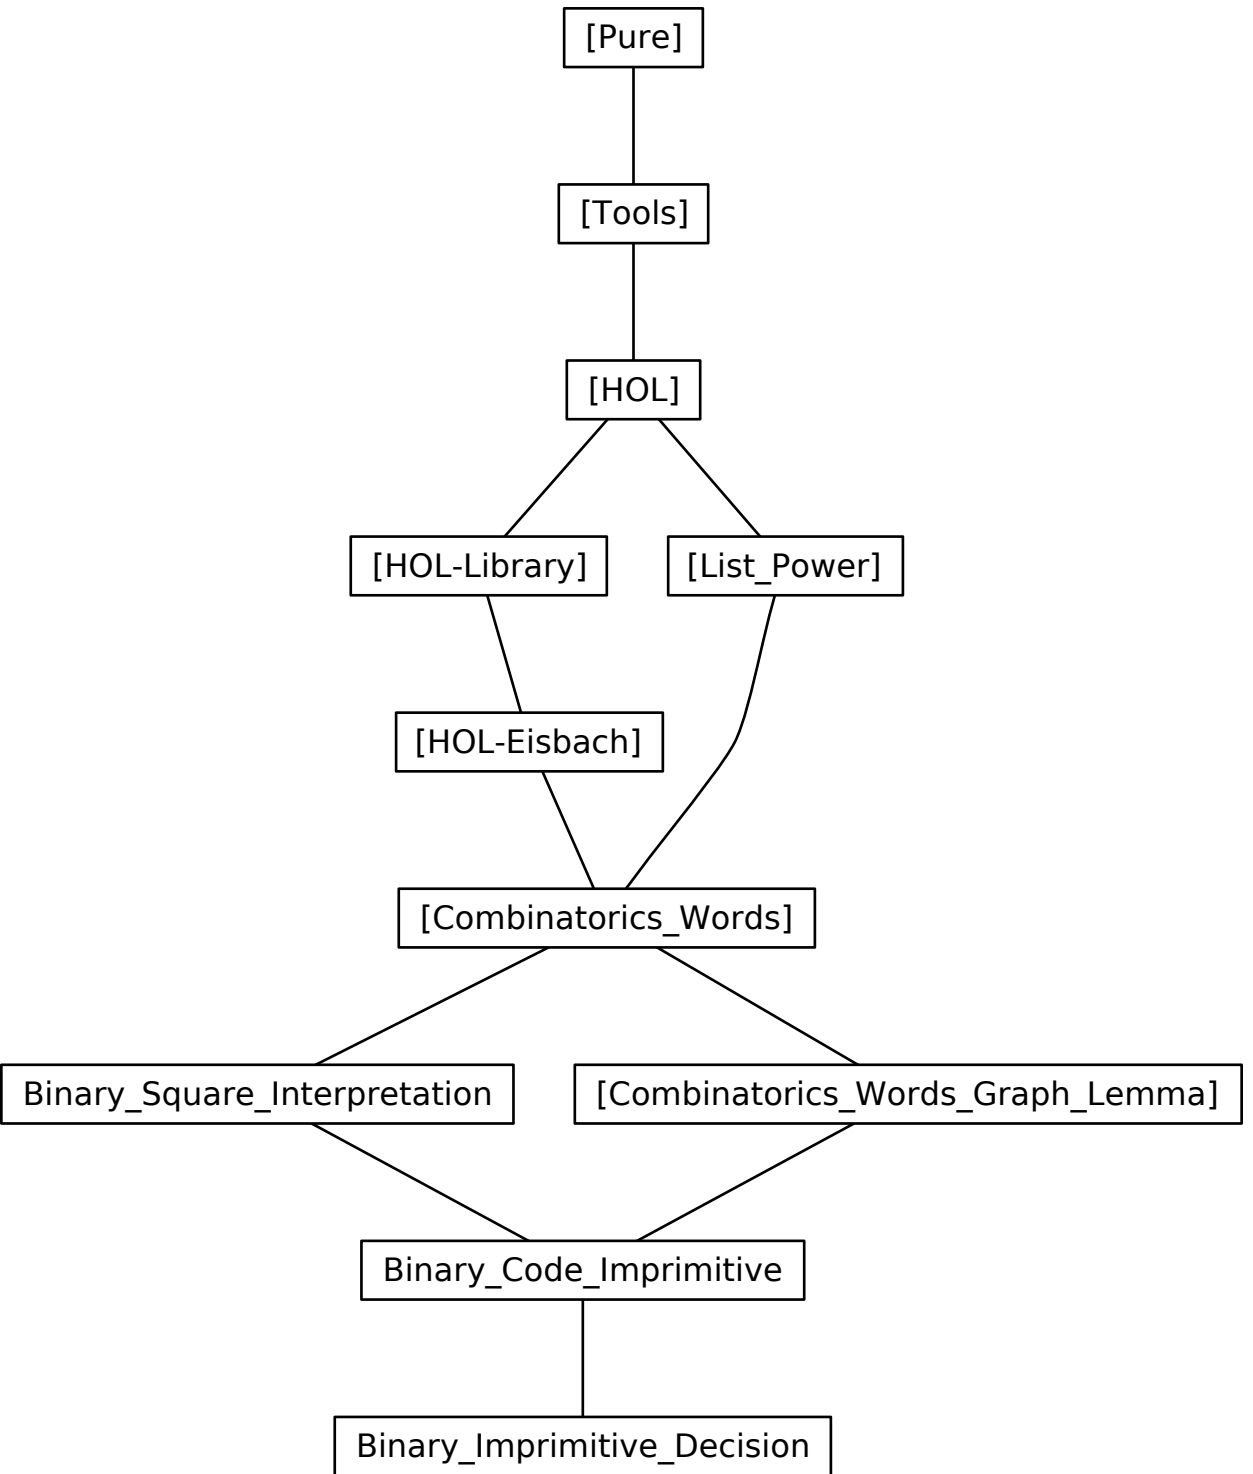 [Pure]
[Tools]
[HOL]
[HOL-Library]
[List_Power]
[HOL-Eisbach]
[Combinatorics_Words]
Binary_Square_Interpretation
[Combinatorics_Words_Graph_Lemma]
Binary_Code_Imprimitive
Binary_Imprimitive_Decision